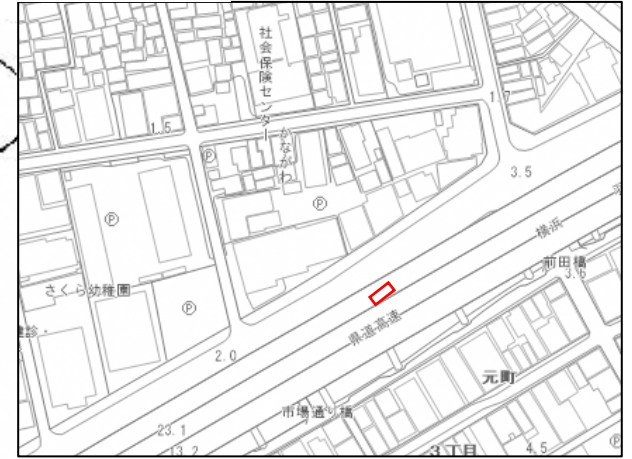 社会保険センター
かながわ
1.5
1.7
Ⓟ
3.5
Ⓟ
Ⓟ
横浜
前田橋
3.6
さくら幼稚園
Ⓟ
健診・
県道高速
2.0
元町
市場通り橋
23.1
13.2
3丁目
4.5
Ⓟ